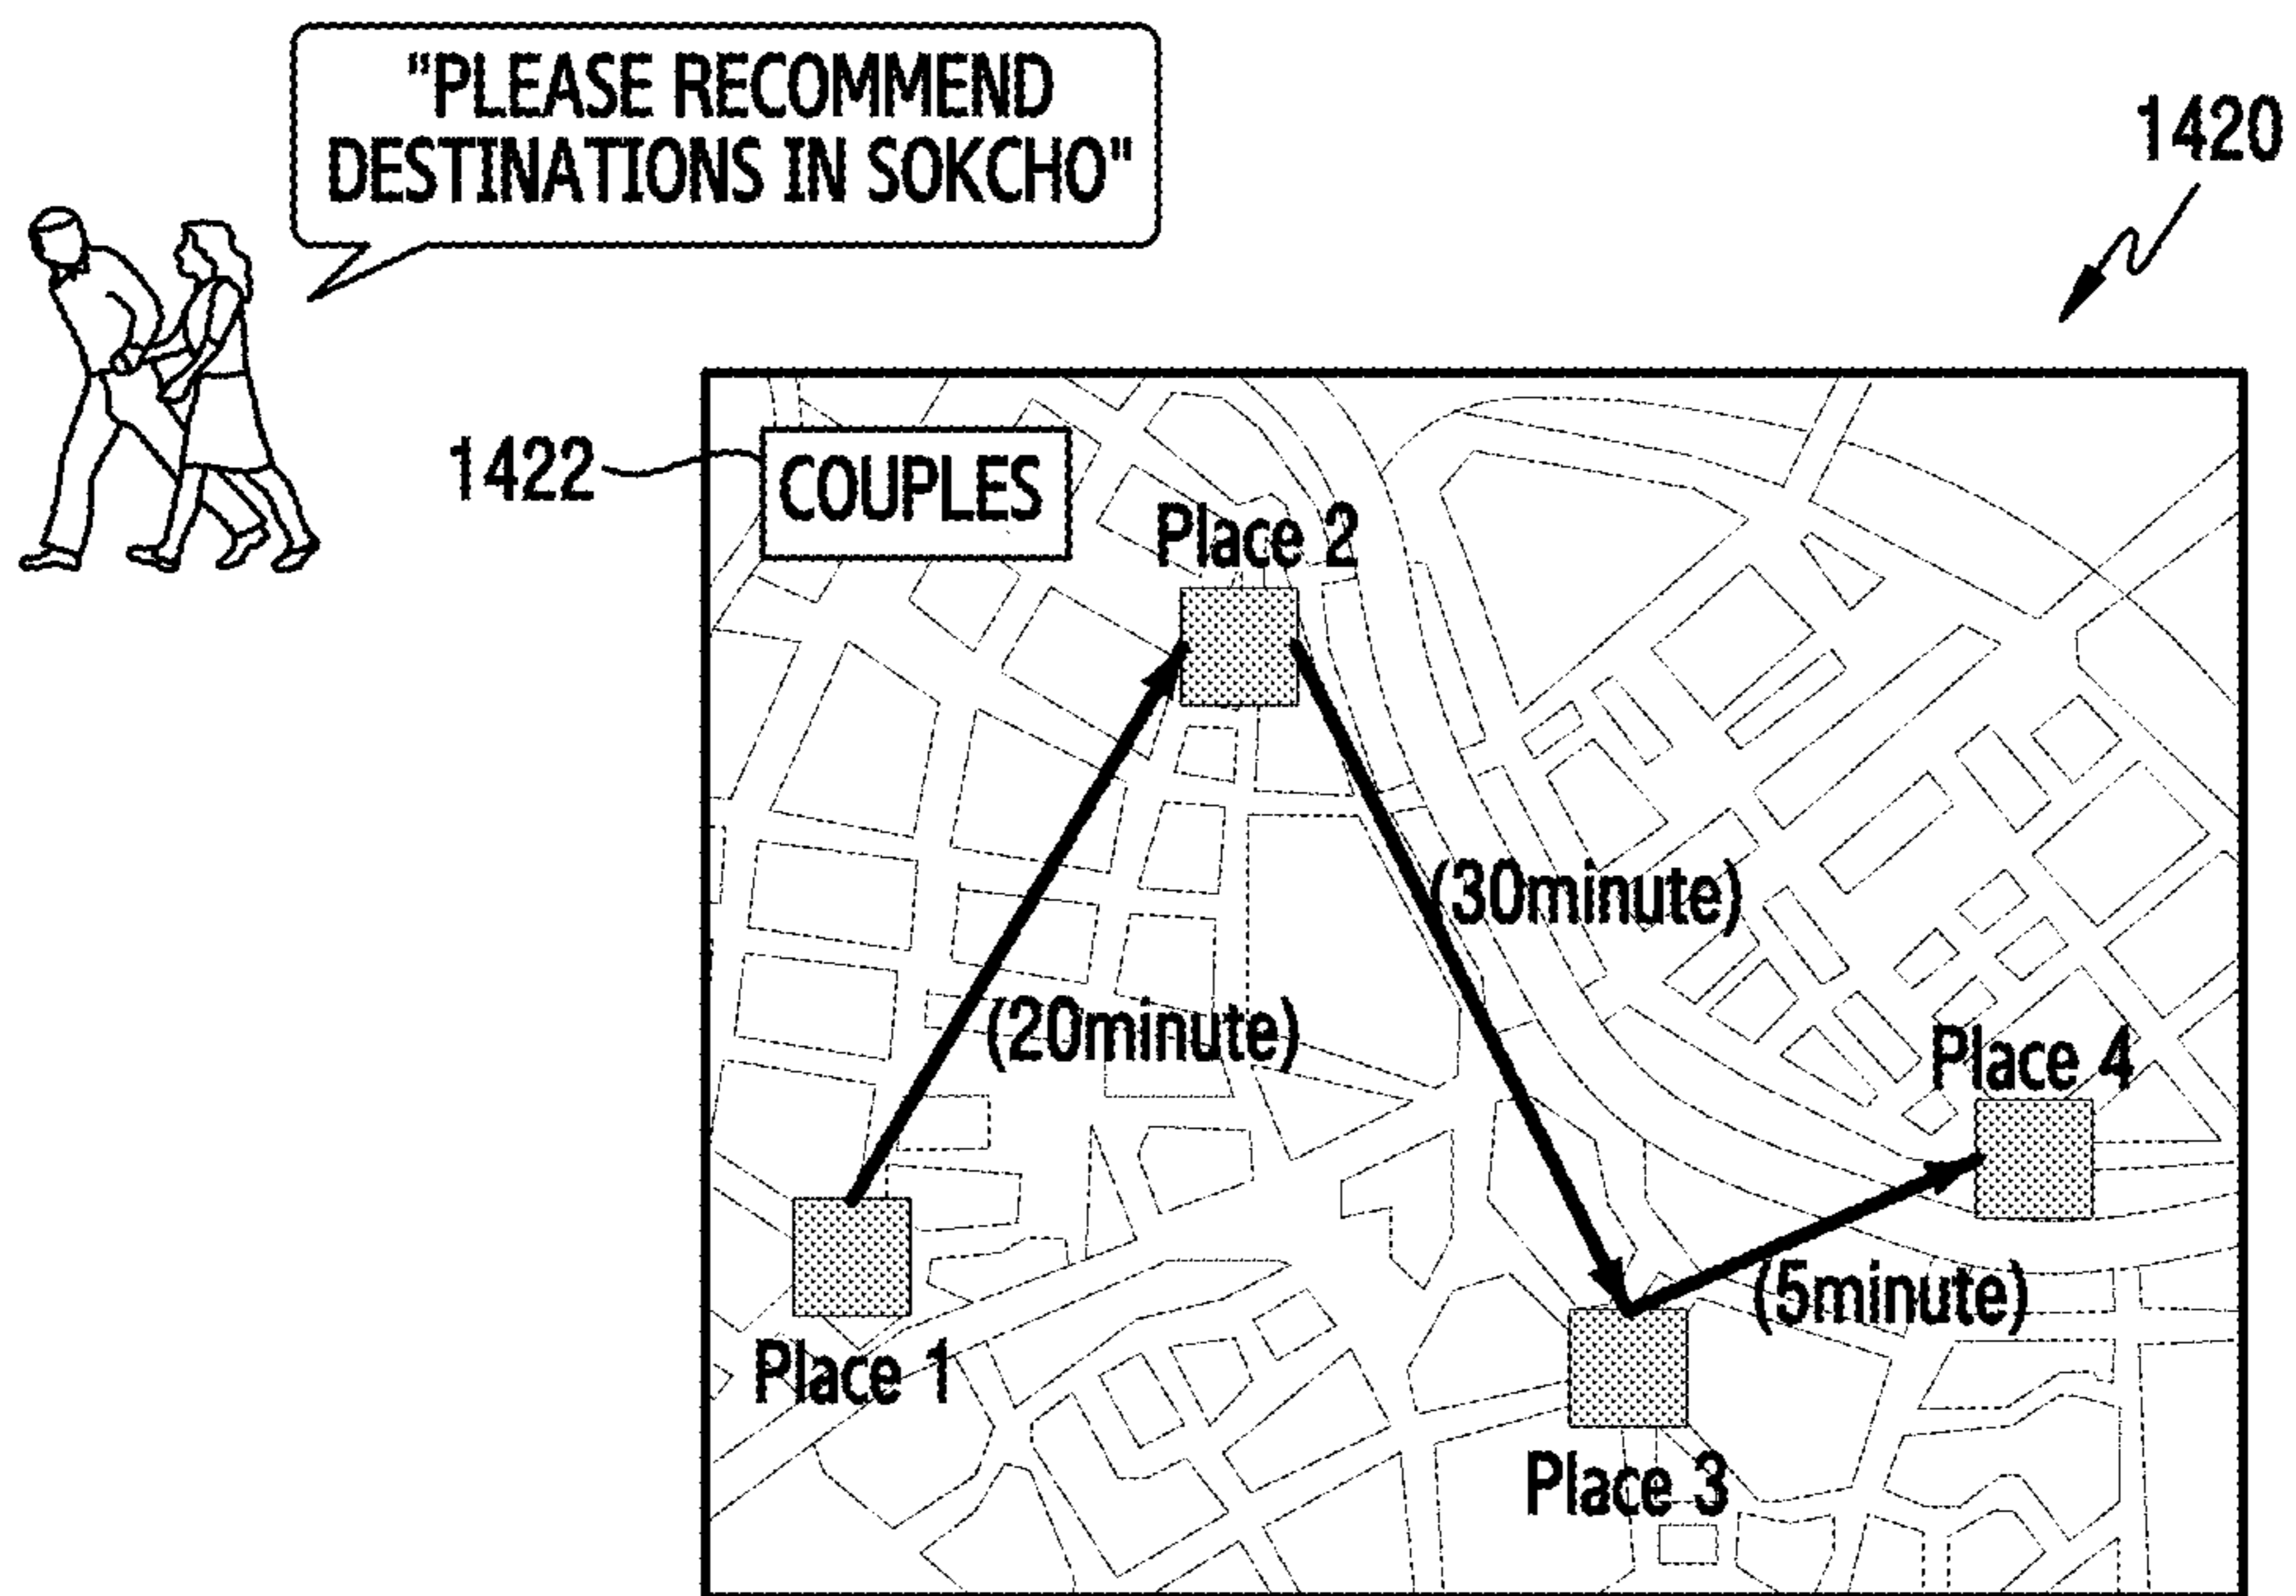 "PLEASE RECOMMEND
DESTINATIONS IN SOKCHO"
1420
1422
COUPLES
Place 2
(30minute)
(20minute)
Place 4
(5minute)
Place 1
Place 3